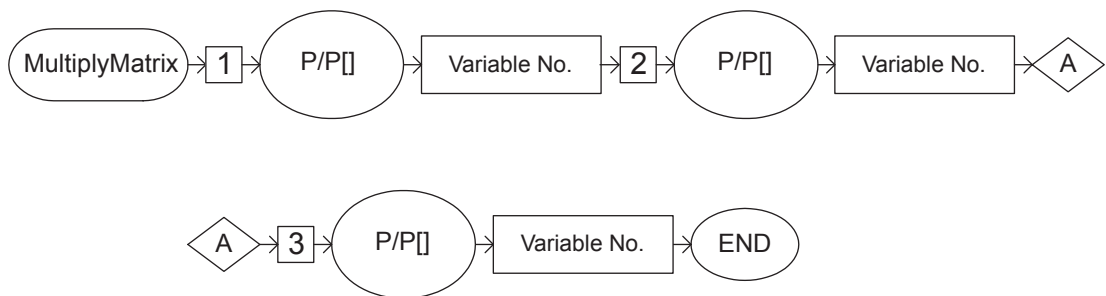 MultiplyMatrix 1 P/P[] Variable No. 2 P/P[] Variable No. A
A 3 P/P[] Variable No. END